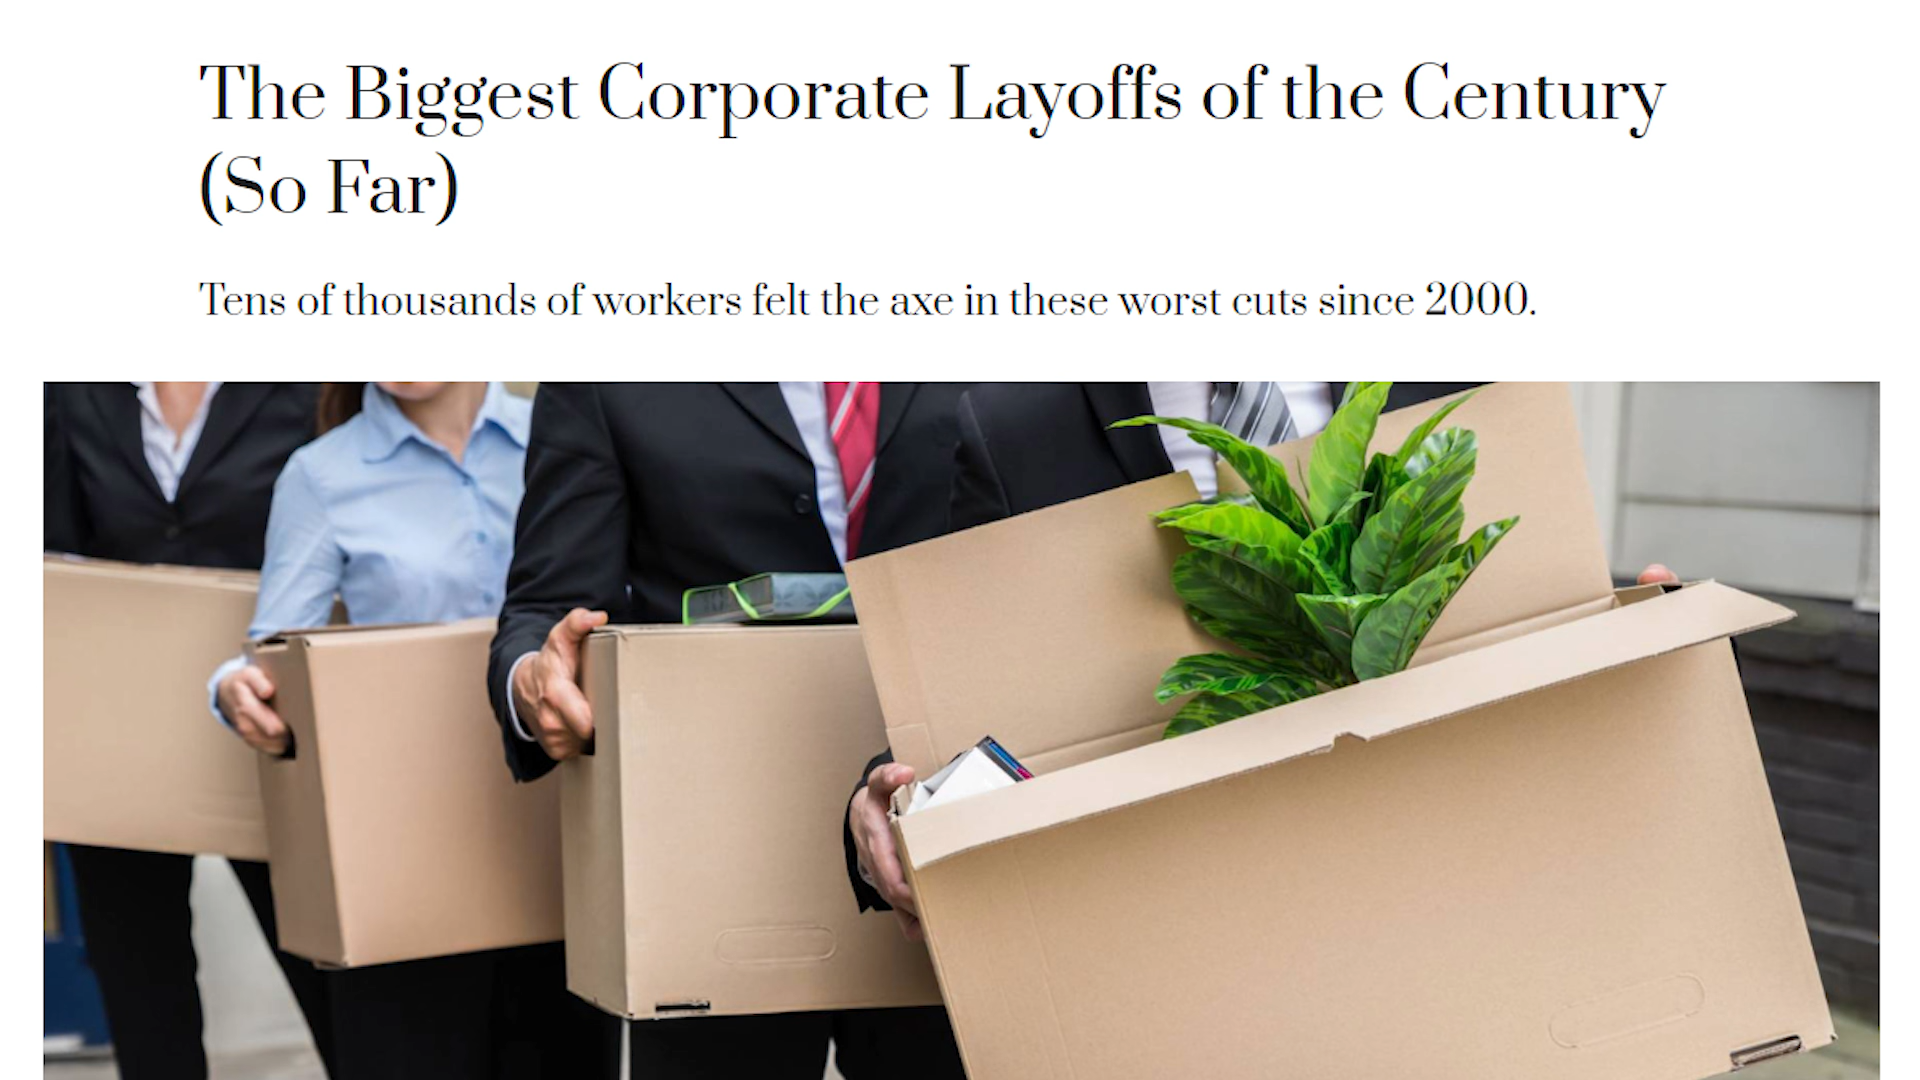 The Biggest Corporate Layoffs of the Century
(So Far)
Tens of thousands of workers felt the axe in these worst cuts since 2000.